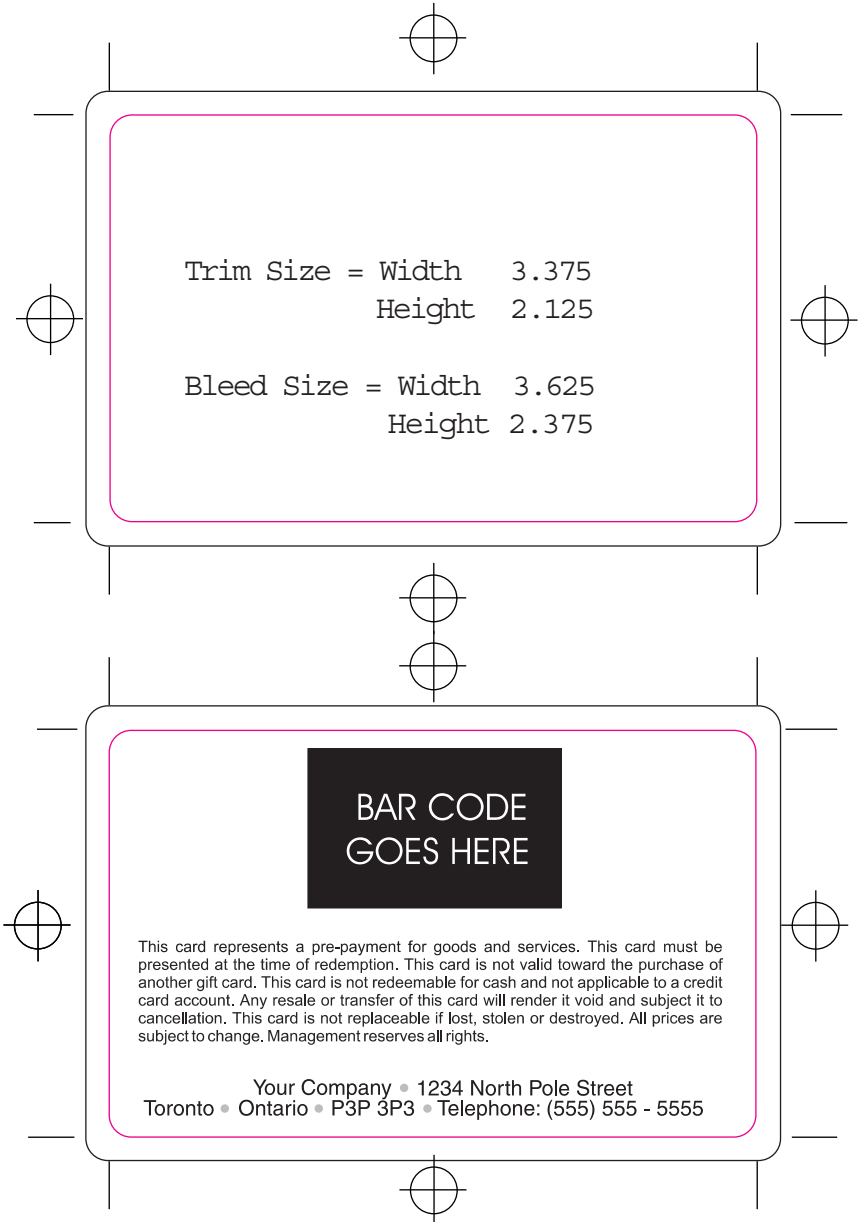 Trim Size = Width 3.375
Height 2.125
Bleed Size = Width 3.625
Height 2.375
BAR CODE
GOES HERE
This card represents a pre-payment for goods and services. This card must be
presented at the time of redemption. This card is not valid toward the purchase of
another gift card. This card is not redeemable for cash and not applicable to a credit
card account. Any resale or transfer of this card will render it void and subject it to
cancellation. This card is not replaceable if lost, stolen or destroyed. All prices are
subject to change. Management reserves all rights.
Your Company • 1234 North Pole Street
Toronto • Ontario • P3P 3P3 • Telephone: (555) 555 - 5555